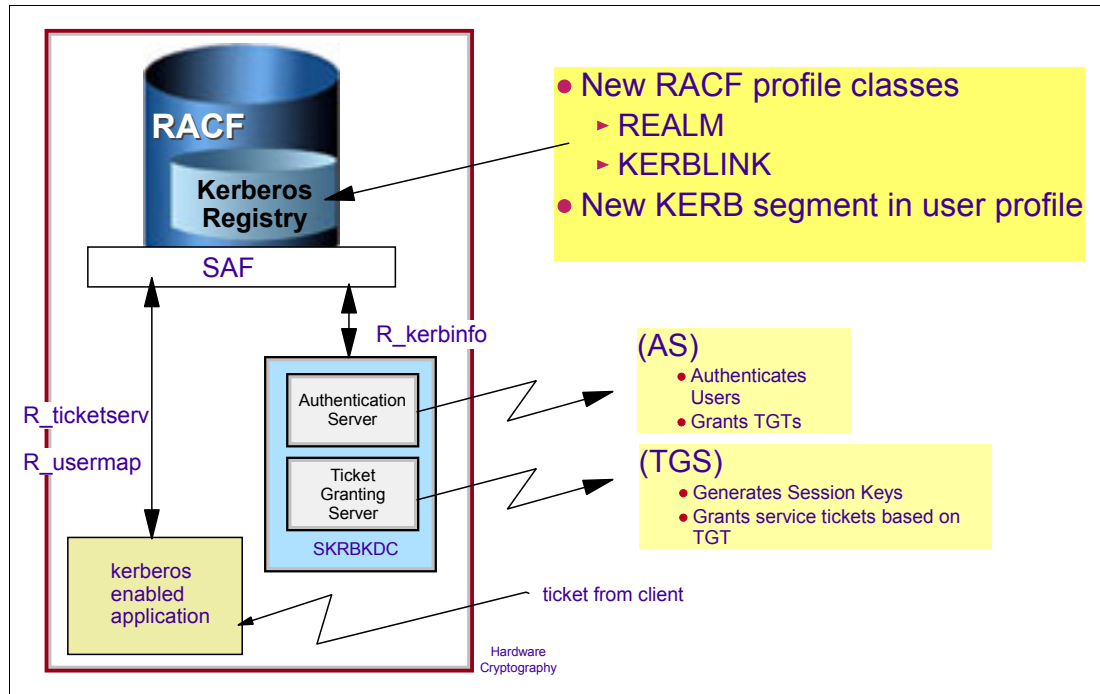 RACF
Kerberos
Registry
SAF
• New RACF profile classes
► REALM
► KERBLINK
• New KERB segment in user profile
R_kerbinfo
R_ticketserv
R_usermap
Authentication
Server
Ticket
Granting
Server
SKRBKDC
(AS)
• Authenticates
Users
• Grants TGTs
(TGS)
• Generates Session Keys
• Grants service tickets based on
TGT
kerberos
enabled
application
ticket from client
Hardware
Cryptography